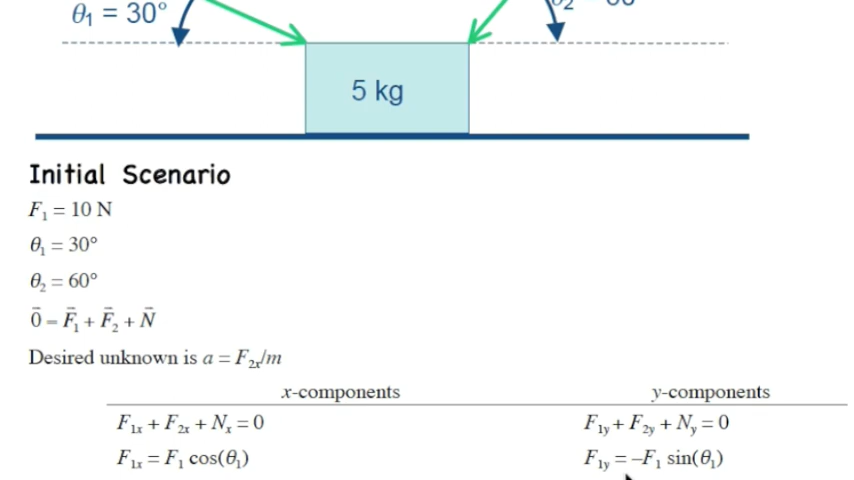 θ₁ = 30°
5 kg
Initial Scenario
F₁ = 10 N
θ₁ = 30°
θ₂ = 60°
0⃗ = F⃗₁ + F⃗₂ + N⃗
Desired unknown is a = F₂ₓ/m
x-components y-components
F₁ₓ + F₂ₓ + Nₓ = 0 F₁y + F₂y + Ny = 0
F₁ₓ = F₁ cos(θ₁) F₁y = –F₁ sin(θ₁)